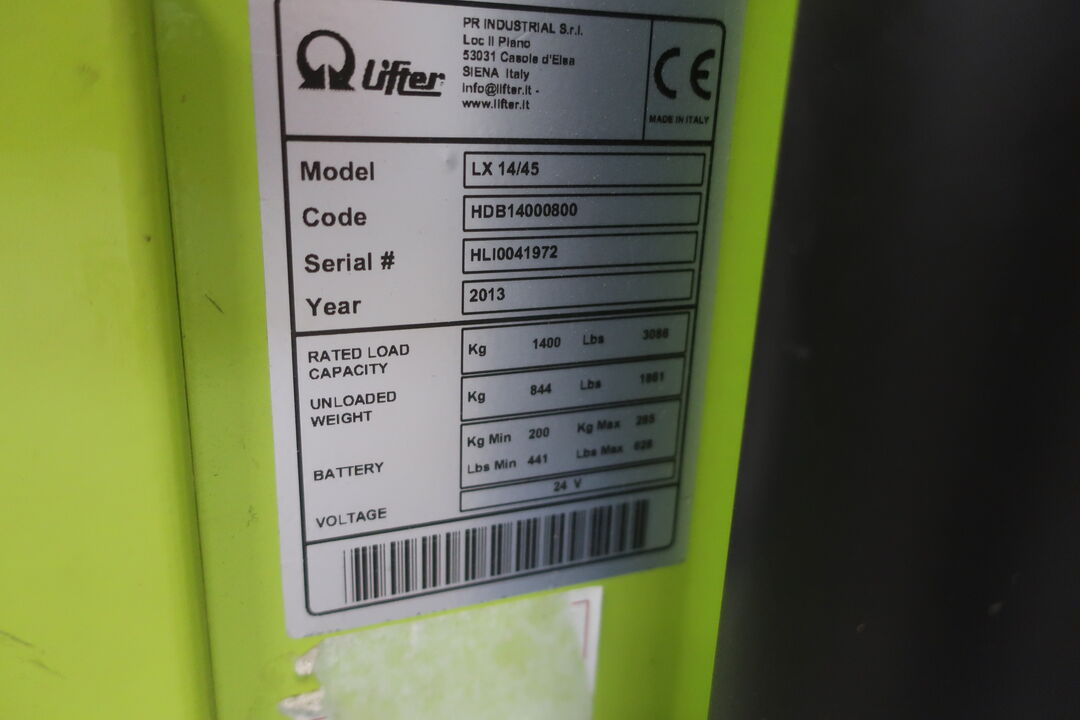 Lifter
PR INDUSTRIAL S.r.l.
Loc Il Piano
53031 Casole d'Elsa
SIENA Italy
info@lifter.it -
www.lifter.it
CE
MADE IN ITALY
Model LX 14/45
Code HDB14000800
Serial # HLI0041972
Year 2013
RATED LOAD CAPACITY Kg 1400 Lbs 3086
UNLOADED WEIGHT Kg 844 Lbs 1861
BATTERY Kg Min 200 Kg Max 285
Lbs Min 441 Lbs Max 628
VOLTAGE 24 V